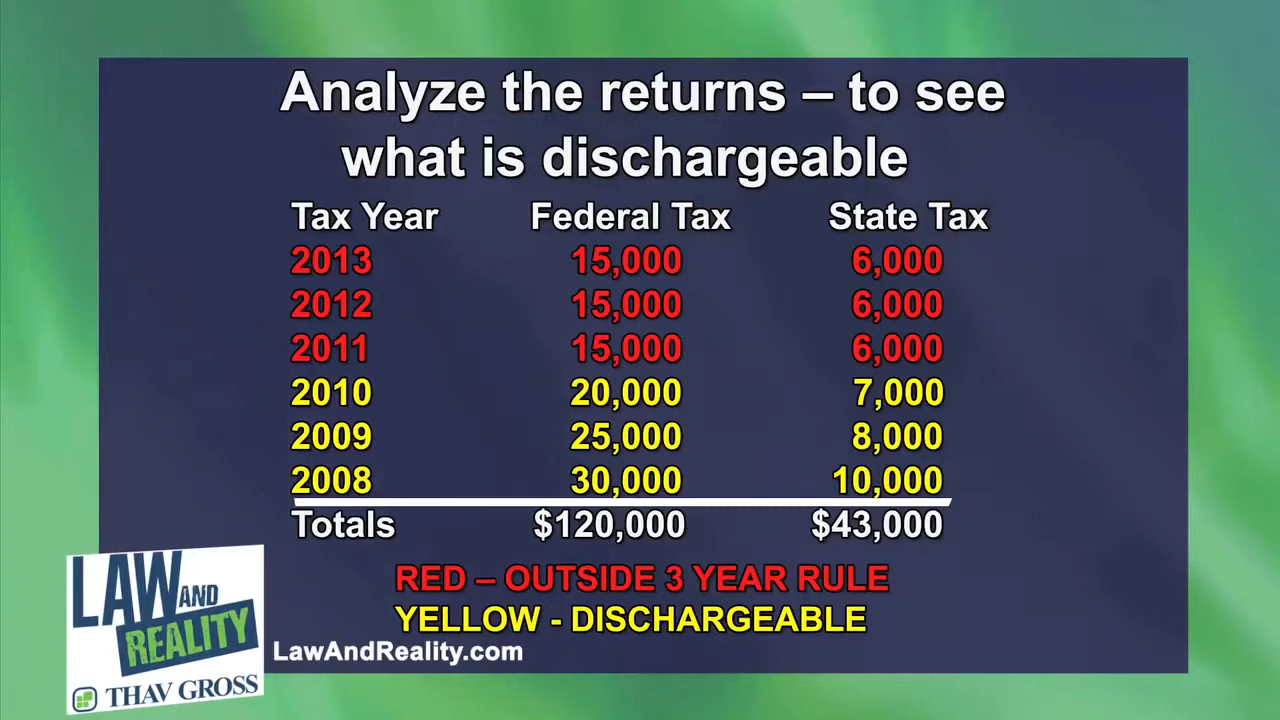 Analyze the returns – to see
what is dischargeable
Tax Year Federal Tax State Tax
2013 15,000 6,000
2012 15,000 6,000
2011 15,000 6,000
2010 20,000 7,000
2009 25,000 8,000
2008 30,000 10,000
Totals $120,000 $43,000
RED – OUTSIDE 3 YEAR RULE
YELLOW - DISCHARGEABLE
LAW AND
REALITY
THAV GROSS
LawAndReality.com